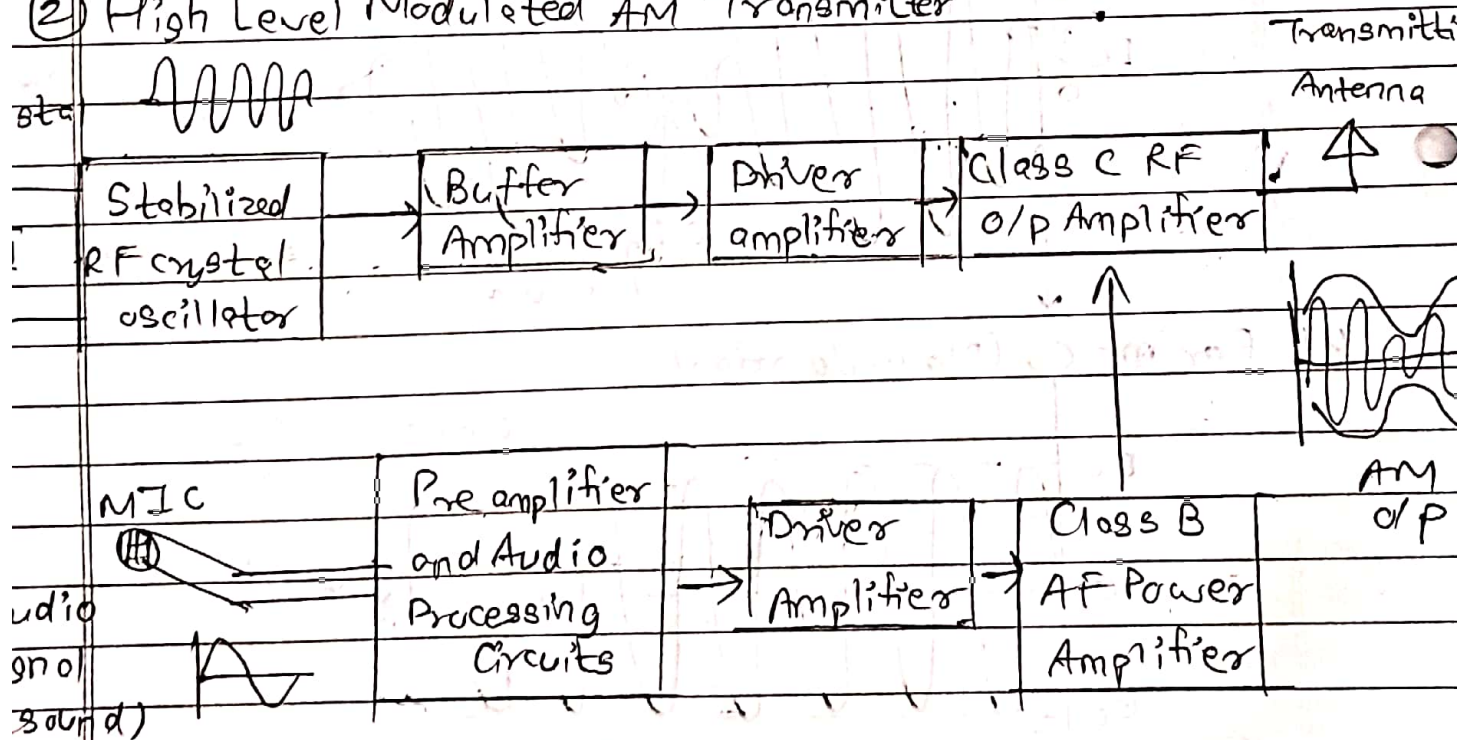 ② High Level Modulated AM Transmitter
Transmitti
Antenna
Stabilized
RF crystal
oscillator
Buffer
Amplifier
Driver
amplifier
Class C RF
o/p Amplifier
MIC
Pre amplifier
and Audio
Processing
Circuits
Driver
Amplifier
Class B
AF Power
Amplifier
AM
o/p
udio
gnal
sound)